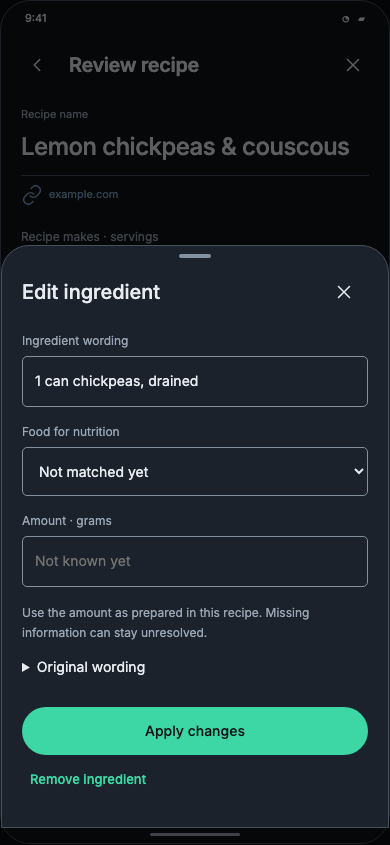 9:41
Review recipe
Recipe name
Lemon chickpeas & couscous
example.com
Recipe makes · servings
Edit ingredient
Ingredient wording
1 can chickpeas, drained
Food for nutrition
Not matched yet
Amount · grams
Not known yet
Use the amount as prepared in this recipe. Missing
information can stay unresolved.
Original wording
Apply changes
Remove ingredient